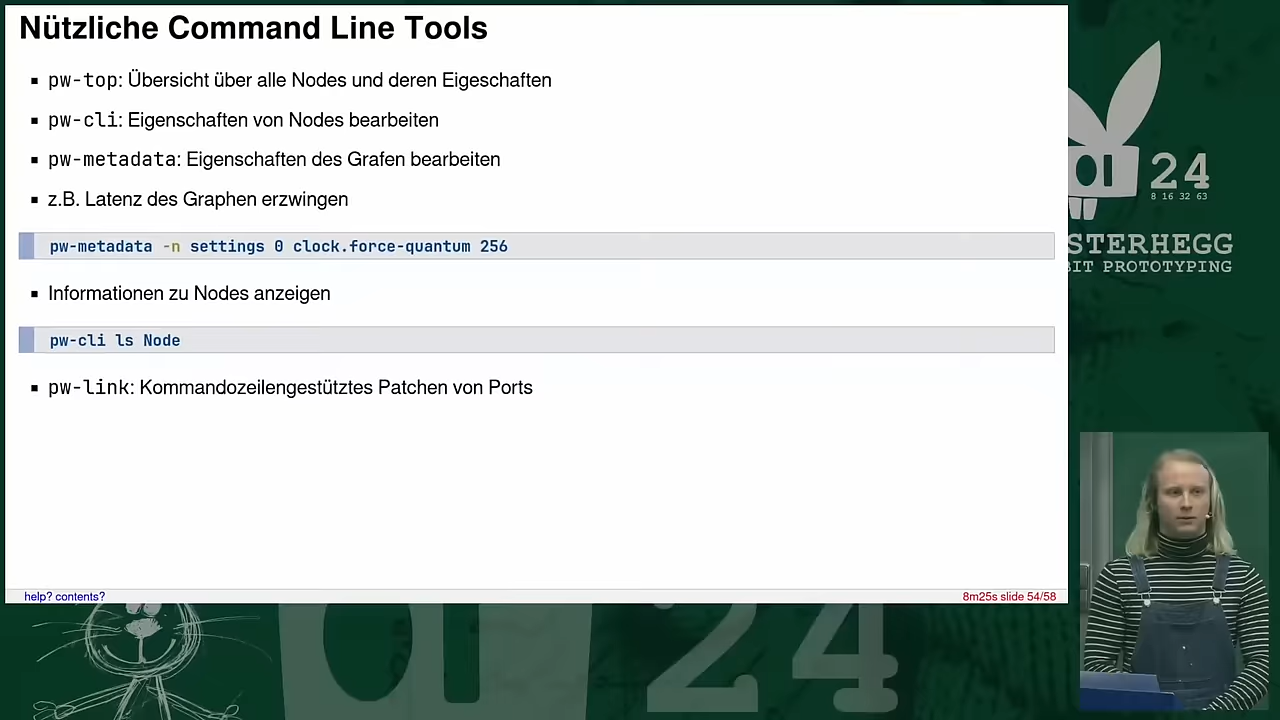 Nützliche Command Line Tools
pw-top: Übersicht über alle Nodes und deren Eigeschaften
pw-cli: Eigenschaften von Nodes bearbeiten
pw-metadata: Eigenschaften des Grafen bearbeiten
z.B. Latenz des Graphen erzwingen
pw-metadata -n settings 0 clock.force-quantum 256
Informationen zu Nodes anzeigen
pw-cli ls Node
pw-link: Kommandozeilengestütztes Patchen von Ports
help? contents?
8m25s slide 54/58
24
8 16 32 63
STERHEGG
BIT PROTOTYPING
24